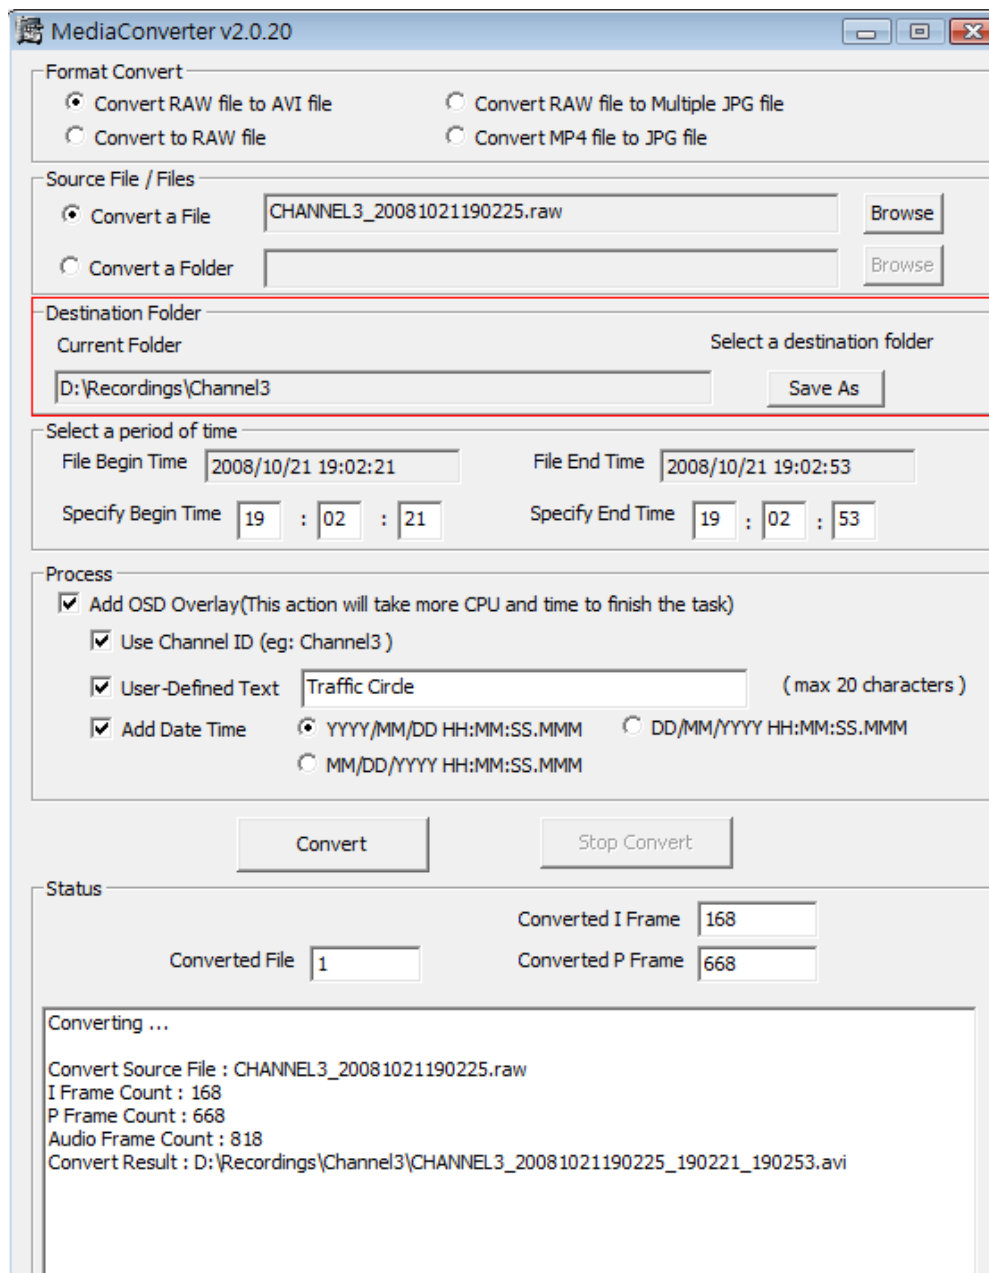 MediaConverter v2.0.20
Format Convert
Convert RAW file to AVI file Convert RAW file to Multiple JPG file
Convert to RAW file Convert MP4 file to JPG file
Source File / Files
Convert a File CHANNEL3_20081021190225.raw Browse
Convert a Folder Browse
Destination Folder
Current Folder Select a destination folder
D:\Recordings\Channel3 Save As
Select a period of time
File Begin Time 2008/10/21 19:02:21 File End Time 2008/10/21 19:02:53
Specify Begin Time 19 : 02 : 21 Specify End Time 19 : 02 : 53
Process
Add OSD Overlay(This action will take more CPU and time to finish the task)
Use Channel ID (eg: Channel3 )
User-Defined Text Traffic Circle ( max 20 characters )
Add Date Time YYYY/MM/DD HH:MM:SS.MMM DD/MM/YYYY HH:MM:SS.MMM
MM/DD/YYYY HH:MM:SS.MMM
Convert Stop Convert
Status
Converted I Frame 168
Converted File 1 Converted P Frame 668
Converting ...
Convert Source File : CHANNEL3_20081021190225.raw
I Frame Count : 168
P Frame Count : 668
Audio Frame Count : 818
Convert Result : D:\Recordings\Channel3\CHANNEL3_20081021190225_190221_190253.avi